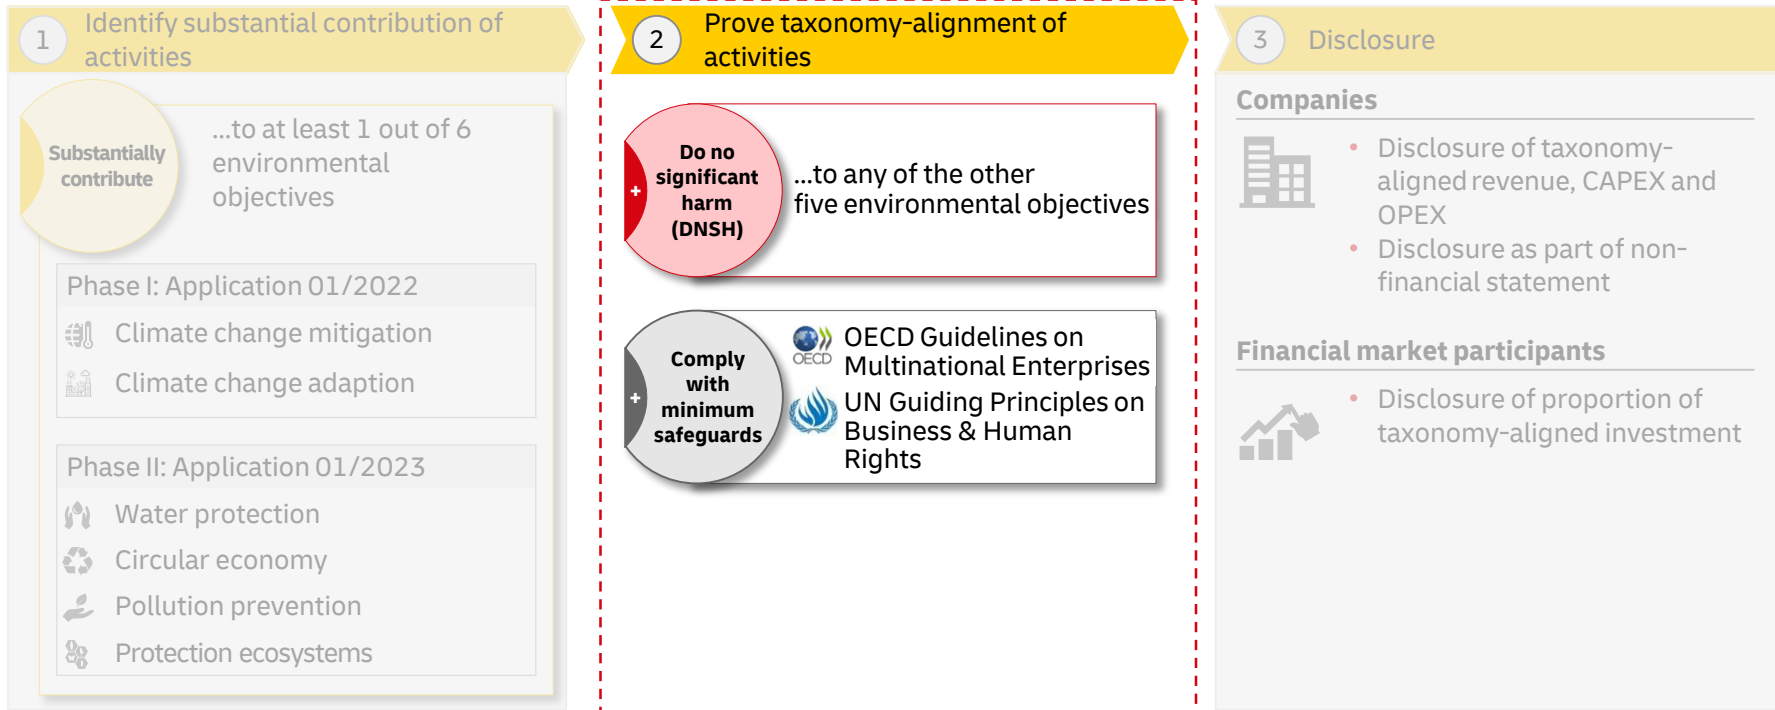 1
Identify substantial contribution of
activities
Substantially
contribute
...to at least 1 out of 6
environmental
objectives
Phase I: Application 01/2022
Climate change mitigation
Climate change adaption
Phase II: Application 01/2023
Water protection
Circular economy
Pollution prevention
Protection ecosystems
2
Prove taxonomy-alignment of
activities
+
Do no
significant
harm
(DNSH)
...to any of the other
five environmental objectives
+
Comply
with
minimum
safeguards
OECD
OECD Guidelines on
Multinational Enterprises
UN Guiding Principles on
Business & Human
Rights
3
Disclosure
Companies
• Disclosure of taxonomy-
aligned revenue, CAPEX and
OPEX
• Disclosure as part of non-
financial statement
Financial market participants
• Disclosure of proportion of
taxonomy-aligned investment